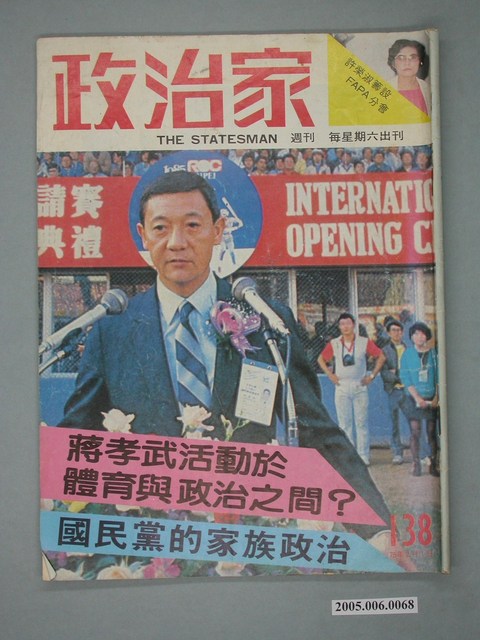 政治家
許榮淑籌設
FAPA分會
THE STATESMAN 週刊 每星期六出刊
1985 ROC
請賽
典禮
INTERNATIO
OPENING C
蔣孝武活動於
體育與政治之間?
國民黨的家族政治
138
2005.006.0068